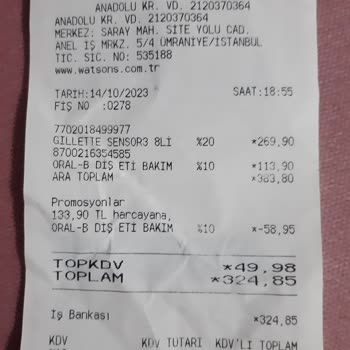 ANADOLU KR. VD. 2120370364
ANADOLU KR. VD. 2120370364
MERKEZ: SARAY MAH. SİTE YOLU CAD.
ANEL İŞ MRKZ. 5/4 ÜMRANİYE/İSTANBUL
TIC. SIC. NO: 535188
www.watsons.com.tr
TARİH:14/10/2023 SAAT:18:55
FİŞ NO :0278
7702018499977
GILLETTE SENSOR3 8Lİ %20 *269,90
8700216354585
ORAL-B DİŞ ETİ BAKIM %10 *113,90
ARA TOPLAM *383,80
Promosyonlar
133,90 TL harcayana,
ORAL-B DİŞ ETİ BAKIM %10 *-58,95
TOPKDV *49,98
TOPLAM *324,85
İş Bankası *324,85
KDV KDV TUTARI KDV'Lİ TOPLAM